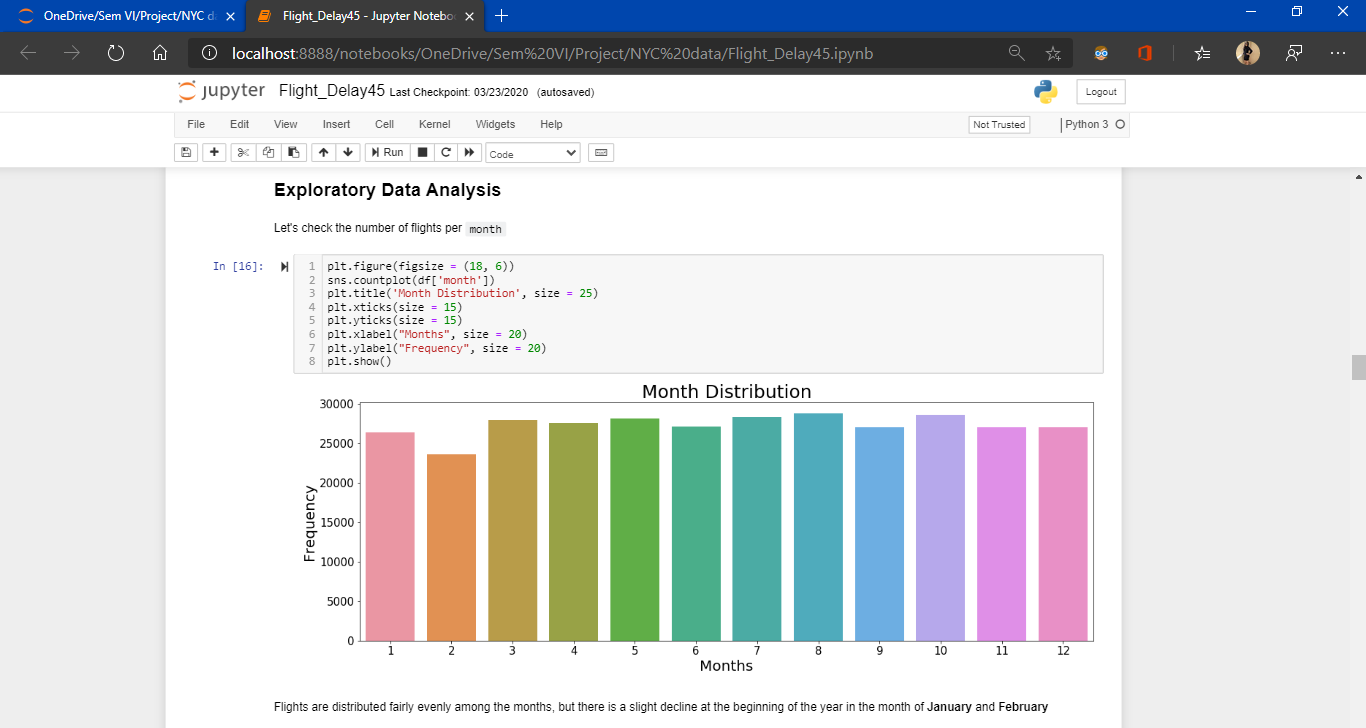 OneDrive/Sem VI/Project/NYC d
Flight_Delay45 - Jupyter Notebo
localhost:8888/notebooks/OneDrive/Sem%20VI/Project/NYC%20data/Flight_Delay45.ipynb
jupyter Flight_Delay45 Last Checkpoint: 03/23/2020 (autosaved)
Logout
File Edit View Insert Cell Kernel Widgets Help
Not Trusted
Python 3
Run
Code
Exploratory Data Analysis
Let's check the number of flights per month
In [16]:
1 plt.figure(figsize = (18, 6))
2 sns.countplot(df['month'])
3 plt.title('Month Distribution', size = 25)
4 plt.xticks(size = 15)
5 plt.yticks(size = 15)
6 plt.xlabel("Months", size = 20)
7 plt.ylabel("Frequency", size = 20)
8 plt.show()
Month Distribution
30000
25000
20000
15000
10000
5000
0
Frequency
1 2 3 4 5 6 7 8 9 10 11 12
Months
Flights are distributed fairly evenly among the months, but there is a slight decline at the beginning of the year in the month of January and February